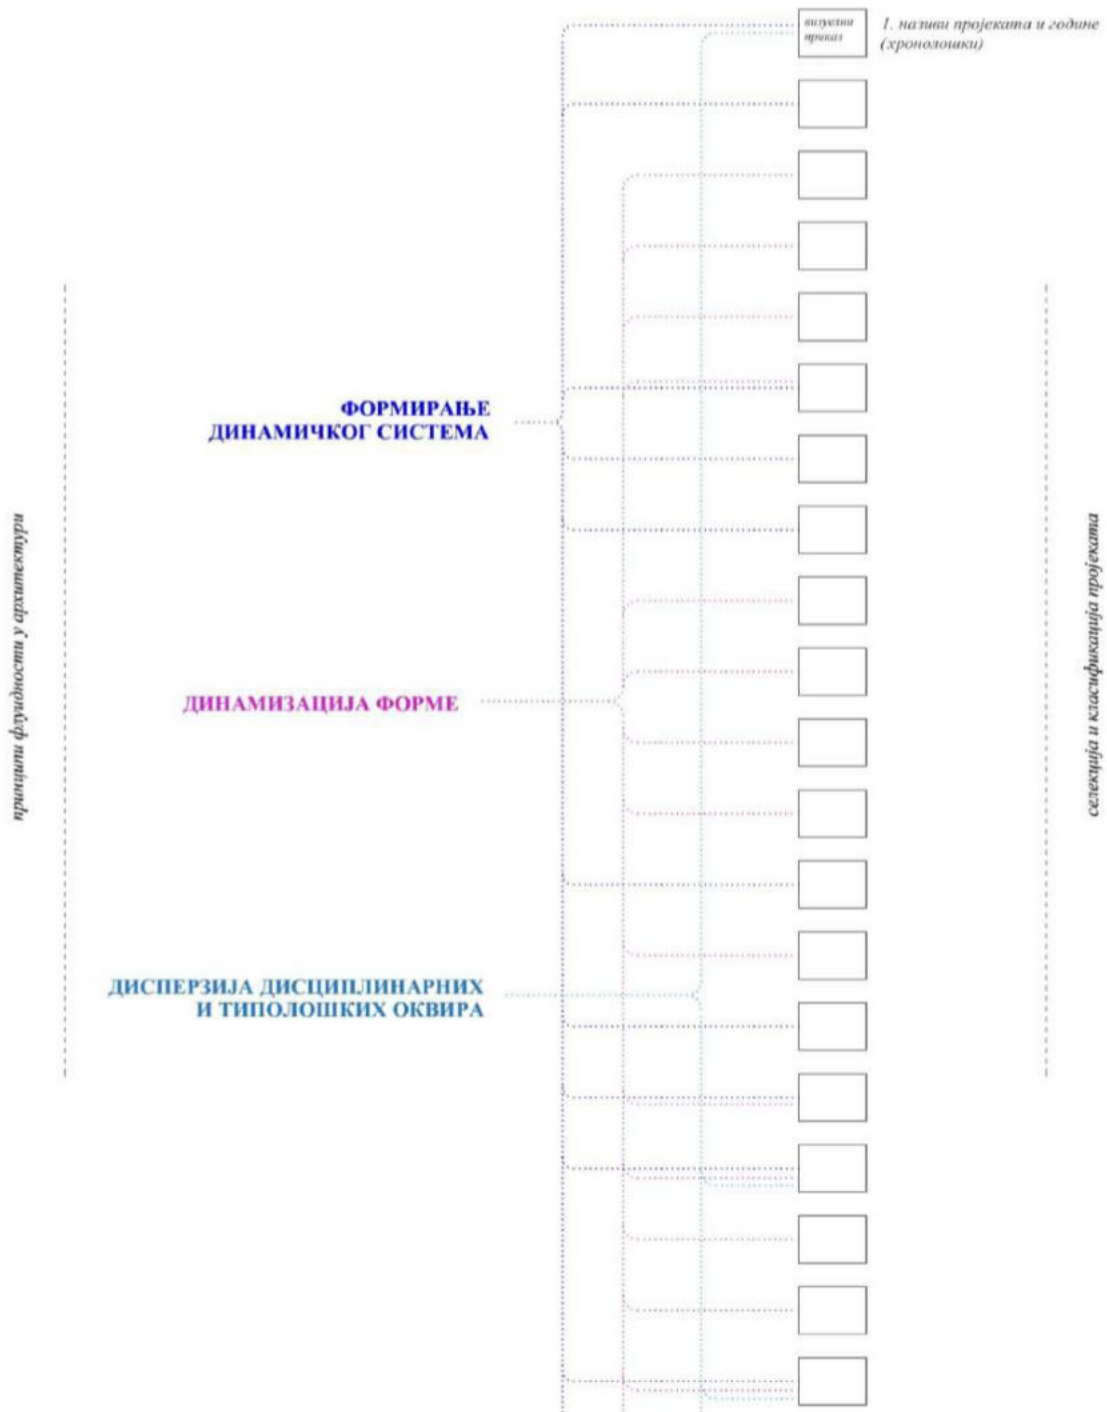 визуелни
приказ
1. називи пројеката и године
(хронолошки)
ФОРМИРАЊЕ
ДИНАМИЧКОГ СИСТЕМА
принципи флуидности у архитектури
селекција и класификација пројеката
ДИНАМИЗАЦИЈА ФОРМЕ
ДИСПЕРЗИЈА ДИСЦИПЛИНАРНИХ
И ТИПОЛОШКИХ ОКВИРА